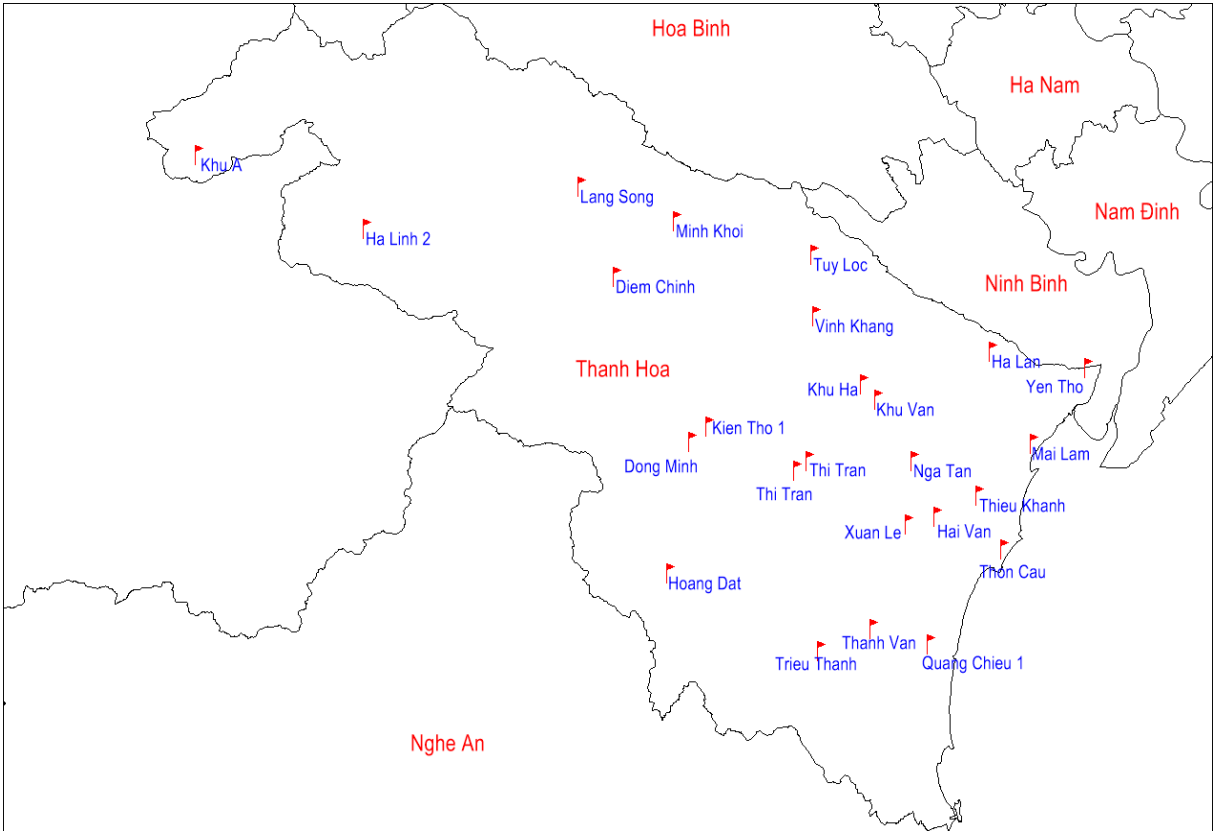 Hoa Binh
Ha Nam
Khu A
Lang Song
Nam Đinh
Minh Khoi
Ha Linh 2
Tuy Loc
Diem Chinh
Ninh Binh
Vinh Khang
Ha Lan
Thanh Hoa
Yen Tho
Khu Ha
Khu Van
Kien Tho 1
Mai Lam
Dong Minh
Thi Tran
Nga Tan
Thi Tran
Thieu Khanh
Xuan Le
Hai Van
Thon Cau
Hoang Dat
Thanh Van
Trieu Thanh
Quang Chieu 1
Nghe An